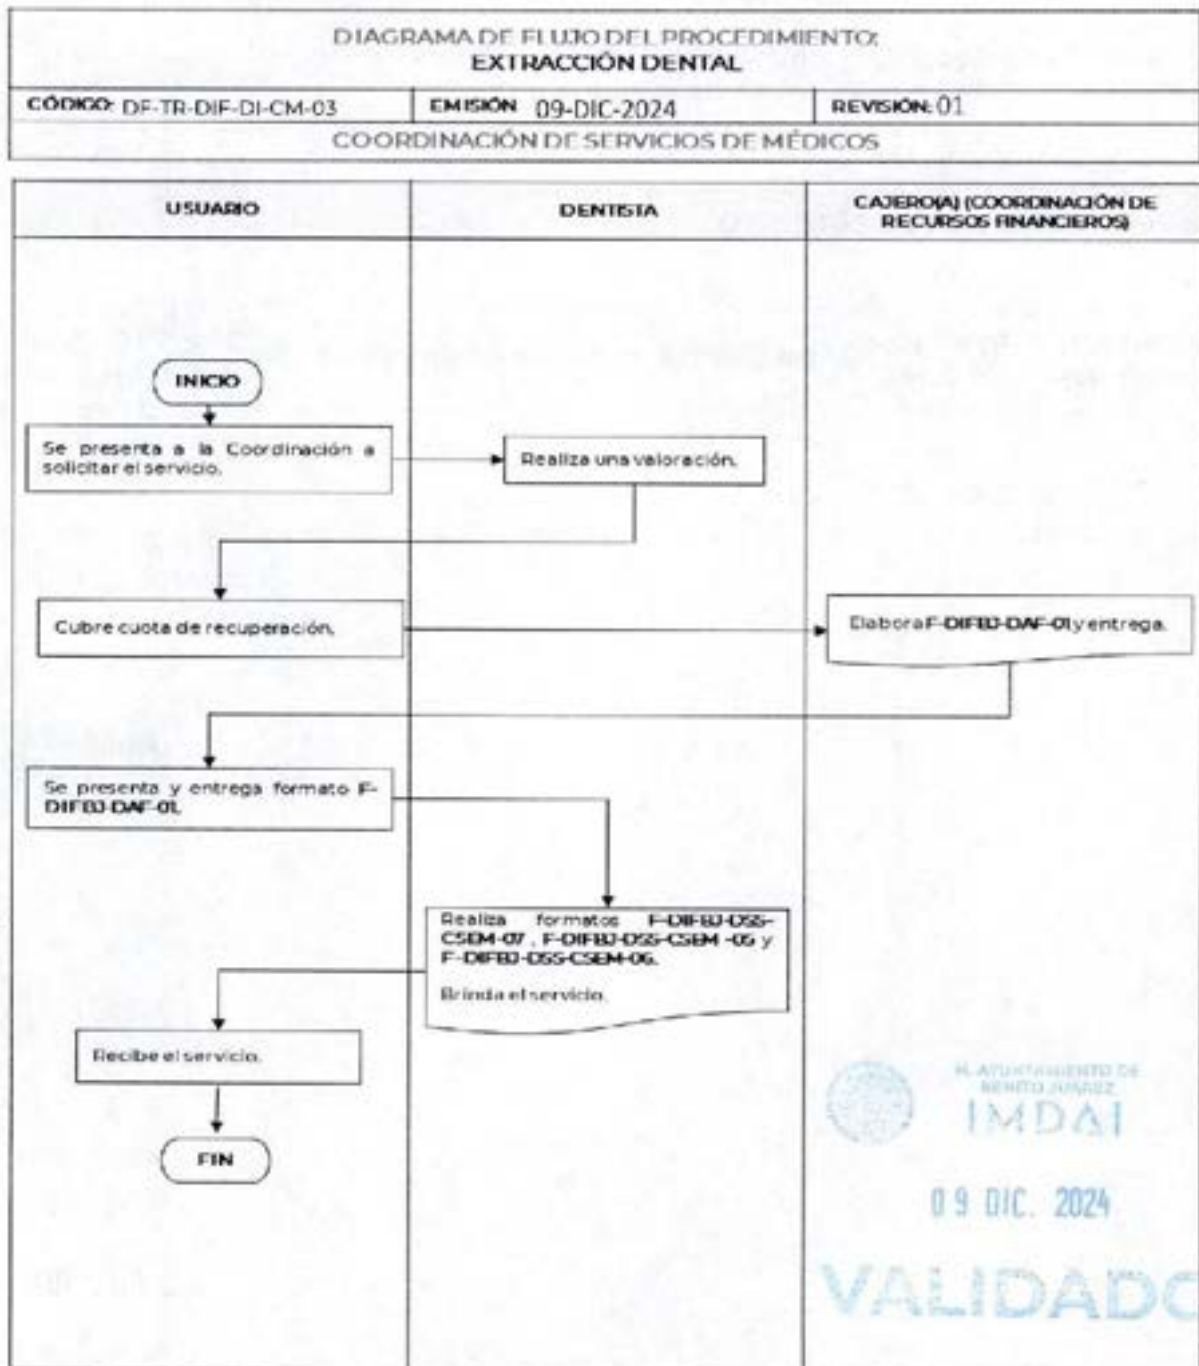 DIAGRAMA DE FLUJO DEL PROCEDIMIENTO:
EXTRACCIÓN DENTAL
CÓDIGO: DF-TR-DIF-DI-CM-03 EMISIÓN 09-DIC-2024 REVISIÓN: 01
COORDINACIÓN DE SERVICIOS DE MÉDICOS
USUARIO
DENTISTA
CAJERO(A) (COORDINACIÓN DE
RECURSOS FINANCIEROS)
INICIO
Se presenta a la Coordinación a
solicitar el servicio.
Realiza una valoración.
Cubre cuota de recuperación.
Elabora F-DIFBJ-DAF-01 y entrega.
Se presenta y entrega formato F-
DIFBJ-DAF-01.
Realiza formatos F-DIFBJ-DSS-
CSEM-07 , F-DIFBJ-DSS-CSEM -05 y
F-DIFBJ-DSS-CSEM-06.
Brinda el servicio.
Recibe el servicio.
FIN
H. AYUNTAMIENTO DE
BENITO JUÁREZ
IMDAI
09 DIC. 2024
VALIDADO